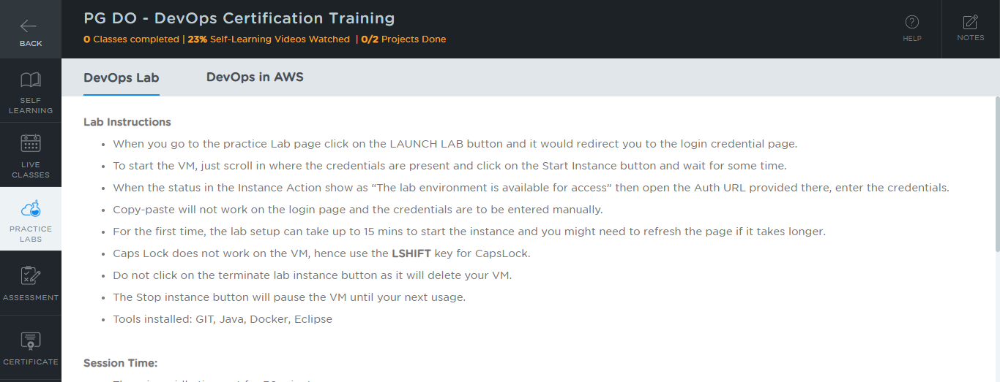 BACK
PG DO - DevOps Certification Training
0 Classes completed | 23% Self-Learning Videos Watched | 0/2 Projects Done
HELP
NOTES
SELF
LEARNING
LIVE
CLASSES
PRACTICE
LABS
ASSESSMENT
CERTIFICATE
DevOps Lab
DevOps in AWS
Lab Instructions
• When you go to the practice Lab page click on the LAUNCH LAB button and it would redirect you to the login credential page.
• To start the VM, just scroll in where the credentials are present and click on the Start Instance button and wait for some time.
• When the status in the Instance Action show as “The lab environment is available for access” then open the Auth URL provided there, enter the credentials.
• Copy-paste will not work on the login page and the credentials are to be entered manually.
• For the first time, the lab setup can take up to 15 mins to start the instance and you might need to refresh the page if it takes longer.
• Caps Lock does not work on the VM, hence use the LSHIFT key for CapsLock.
• Do not click on the terminate lab instance button as it will delete your VM.
• The Stop instance button will pause the VM until your next usage.
• Tools installed: GIT, Java, Docker, Eclipse
Session Time: